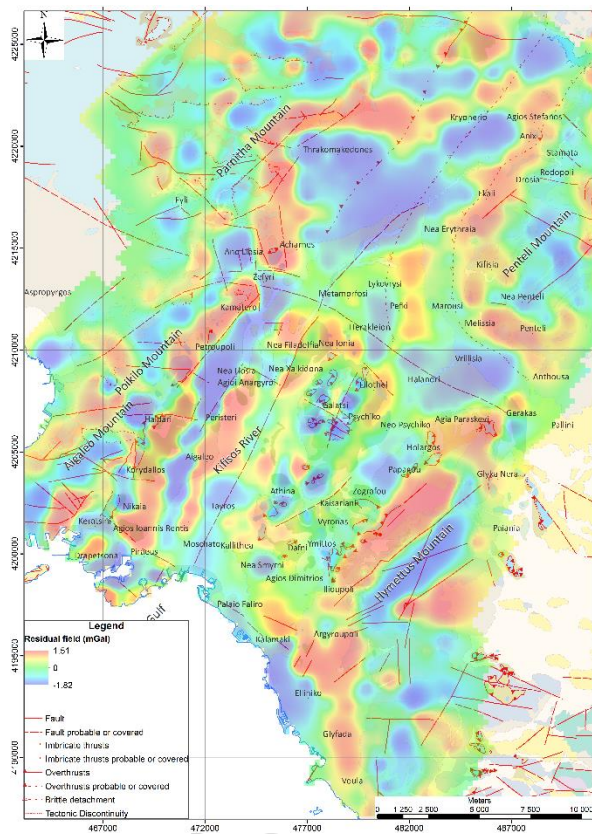 N
4225000
4220000
4215000
4210000
4205000
4200000
4195000
4190000
Parnitha Mountain
Thrakomakedones
Kryonerio
Agios Stefanos
Anixi
Stamata
Rodopoli
Drosia
Ekali
Fyli
Nea Erythraia
Penteli Mountain
Ano Liosia
Acharnes
Zefyri
Kifisia
Aspropyrgos
Kamatero
Metamorfosi
Lykovrysi
Pefki
Marousi
Nea Penteli
Melissia
Penteli
Herakleion
Poikilo Mountain
Petroupoli
Nea Filadelfia
Nea Ionia
Vrillisia
Nea Liosia
Nea Xalkidona
Agioi Anargyroi
Filothei
Halandri
Anthousa
Aigaleo Mountain
Haidari
Peristeri
Galatsi
Psychiko
Neo Psychiko
Agia Paraskevi
Gerakas
Pallini
Kifisos River
Holargos
Korydallos
Aigaleo
Papagou
Glyka Nera
Athina
Zografou
Nikaia
Kaisariani
Keratsini
Tavros
Vyronas
Paiania
Agios Ioannis Rentis
Drapetsona
Piraeus
Moschato
Kallithea
Dafni
Ymittos
Hymettus Mountain
Nea Smyrni
Agios Dimitrios
Ilioupoli
Palaio Faliro
Gulf
Kalamaki
Argyroupoli
Elliniko
Glyfada
Voula
Legend
Residual field (mGal)
1.51
0
-1.82
Fault
Fault probable or covered
Imbricate thrusts
Imbricate thrusts probable or covered
Overthrusts
Overthrusts probable or covered
Brittle detachment
Tectonic Discontinuity
Meters
0 1 250 2 500 5 000 7 500 10 000
467000 472000 477000 482000 487000